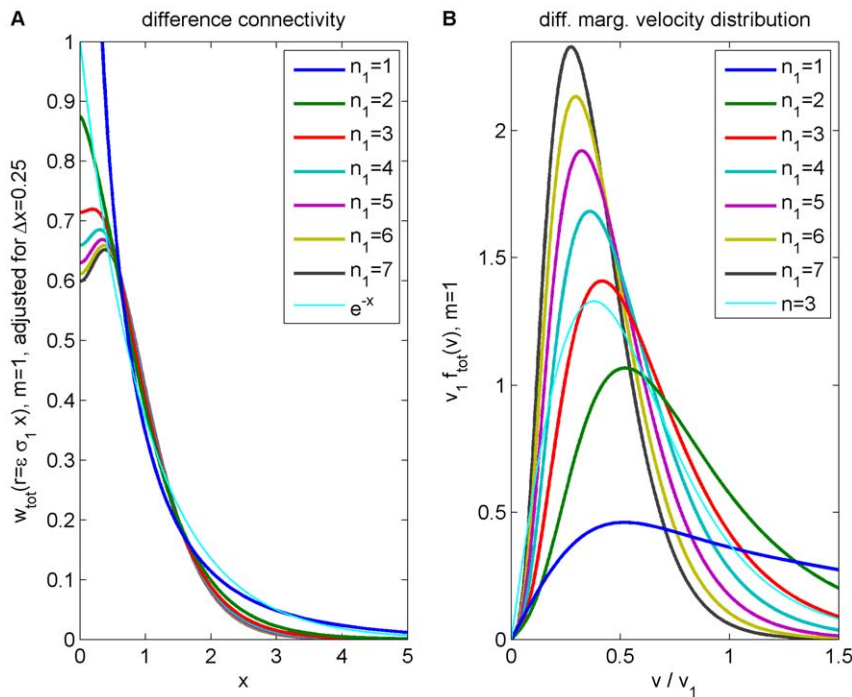 A
difference connectivity
w_tot(r=ε σ_1 x), m=1, adjusted for Δx=0.25
1
0.9
0.8
0.7
0.6
0.5
0.4
0.3
0.2
0.1
0
n_1=1
n_1=2
n_1=3
n_1=4
n_1=5
n_1=6
n_1=7
e^-x
0 1 2 3 4 5
x
B
diff. marg. velocity distribution
v_1 f_tot(v), m=1
2
1.5
1
0.5
0
n_1=1
n_1=2
n_1=3
n_1=4
n_1=5
n_1=6
n_1=7
n=3
0 0.5 1 1.5
v / v_1